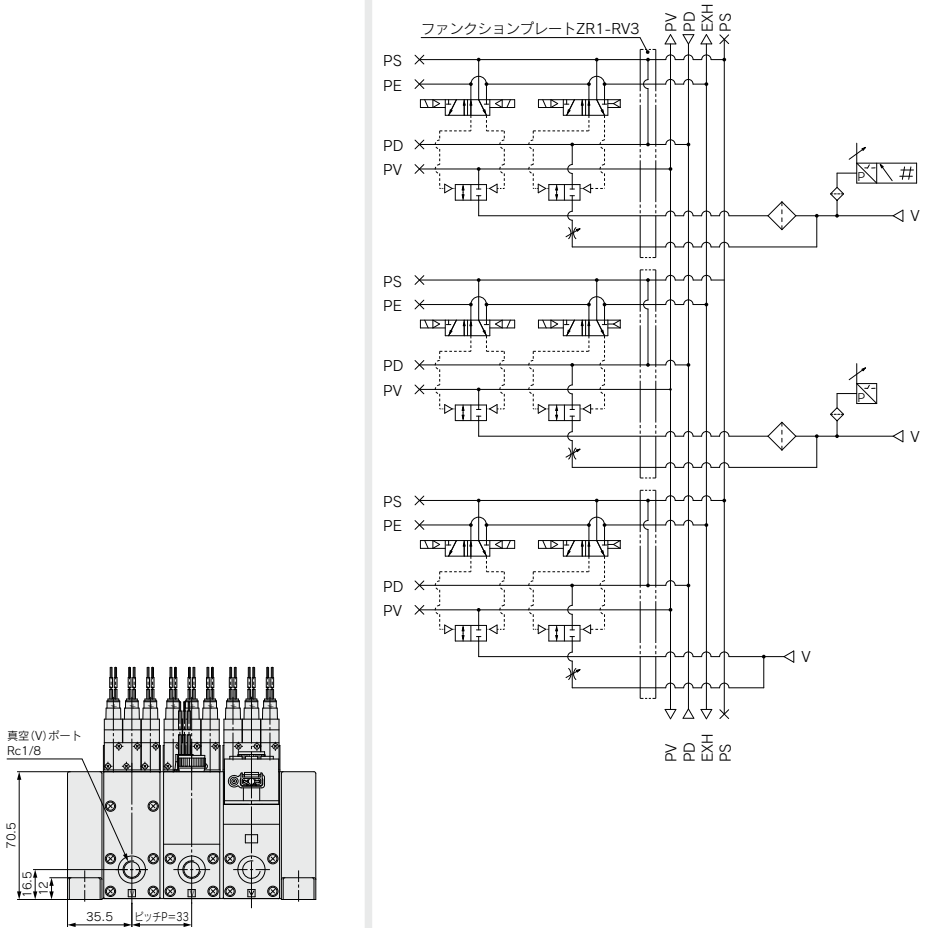 ファンクションプレートZR1-RV3
PV
PD
EXH
PS
PS
PE
PD
PV
P
#
V
PS
PE
PD
PV
P
V
PS
PE
PD
PV
V
PV
PD
EXH
PS
真空(V)ポート
Rc1/8
70.5
16.5
12
V
V
V
35.5
ピッチP=33